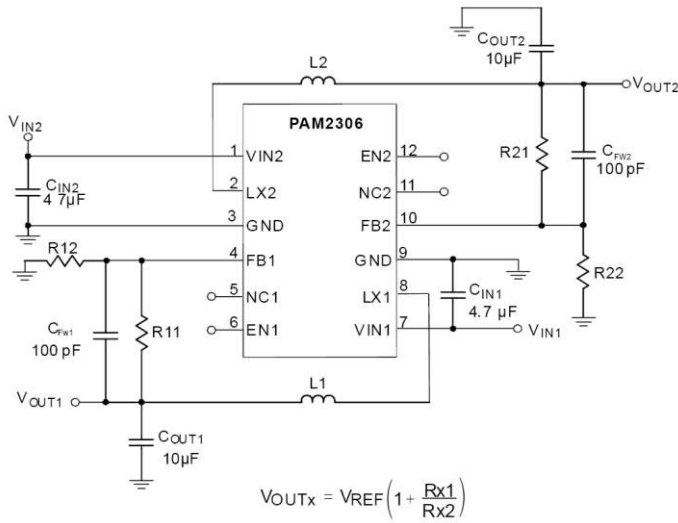 COUT2
10µF
L2
VOUT2
PAM2306
VIN2
1 VIN2
EN2 12
R21
CFW2
100 pF
CIN2
4 7µF
2 LX2
NC2 11
3 GND
FB2 10
R12
4 FB1
GND 9
R22
5 NC1
LX1 8
CIN1
4.7 µF
CFW1
100 pF
R11
6 EN1
VIN1 7
VIN1
L1
VOUT1
COUT1
10µF
VOUTx = VREF(1 + Rx1/Rx2)